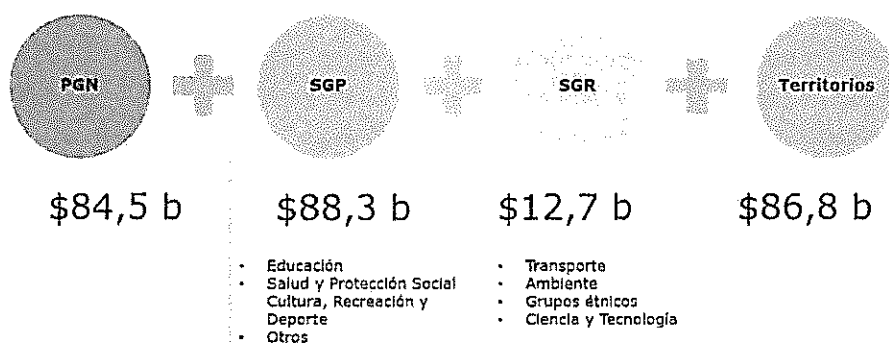 PGN
SGP
SGR
Territorios
$84,5 b
$88,3 b
$12,7 b
$86,8 b
• Educación
• Salud y Protección Social
Cultura, Recreación y
Deporte
• Otros
• Transporte
• Ambiente
• Grupos étnicos
• Ciencia y Tecnología